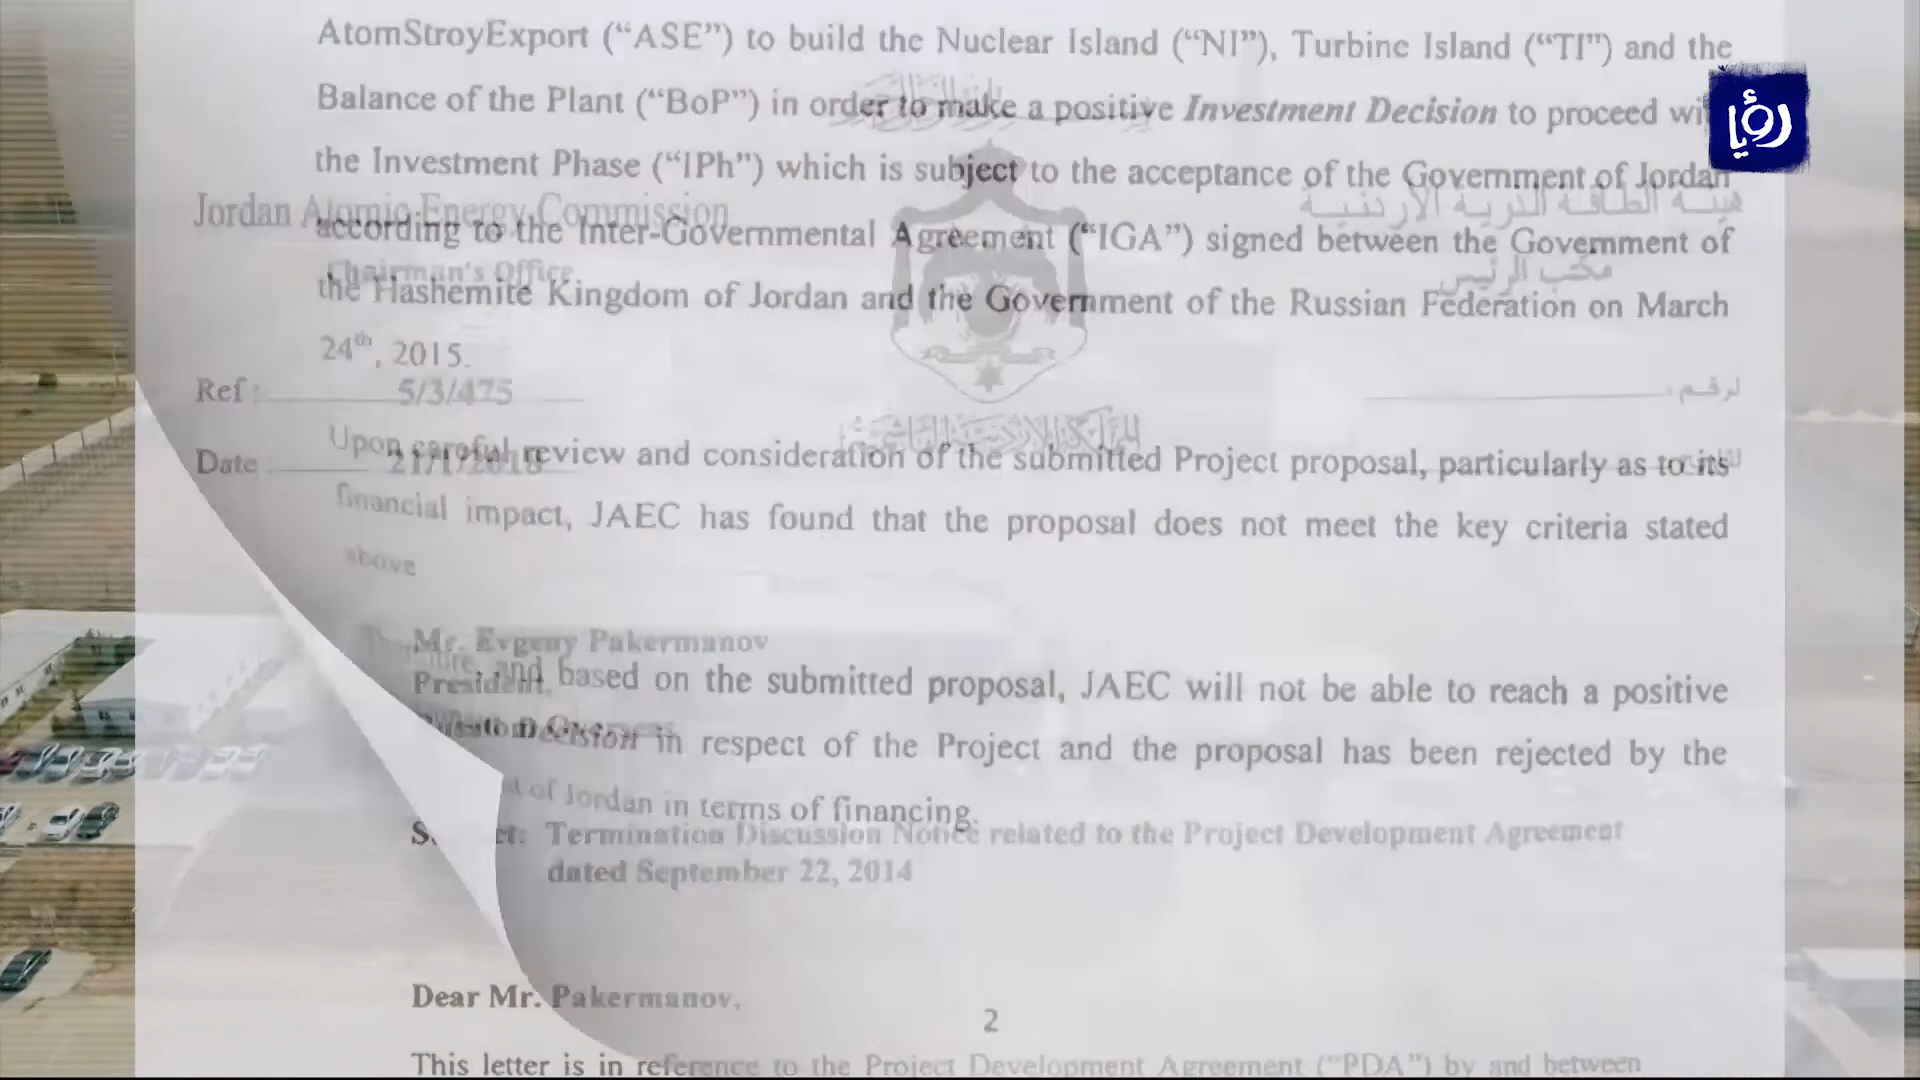 AtomStroyExport (“ASE”) to build the Nuclear Island (“NI”), Turbine Island (“TI”) and the
Balance of the Plant (“BoP”) in order to make a positive Investment Decision to proceed
the Investment Phase (“IPh”) which is subject to the acceptance of the Government of Jordan
according to the Inter-Governmental Agreement (“IGA”) signed between the Government of
the Hashemite Kingdom of Jordan and the Government of the Russian Federation on March
24th, 2015.
Upon careful review and consideration of the submitted Project proposal, particularly as to its
financial impact, JAEC has found that the proposal does not meet the key criteria stated
above
and based on the submitted proposal, JAEC will not be able to reach a positive
Decision in respect of the Project and the proposal has been rejected by the
of Jordan in terms of financing.
2
رؤيا
Jordan Atomic Energy Commission
Chairman's Office
هيئة الطاقة الذرية الأردنية
مكتب الرئيس
Ref : 5/3/475
Date
Mr. Evgeny Pakermanov
President,
Termination Discussion Notice related to the Project Development Agreement
dated September 22, 2014
Dear Mr. Pakermanov,
This letter is in reference to the Project Development Agreement (“PDA”) by and between